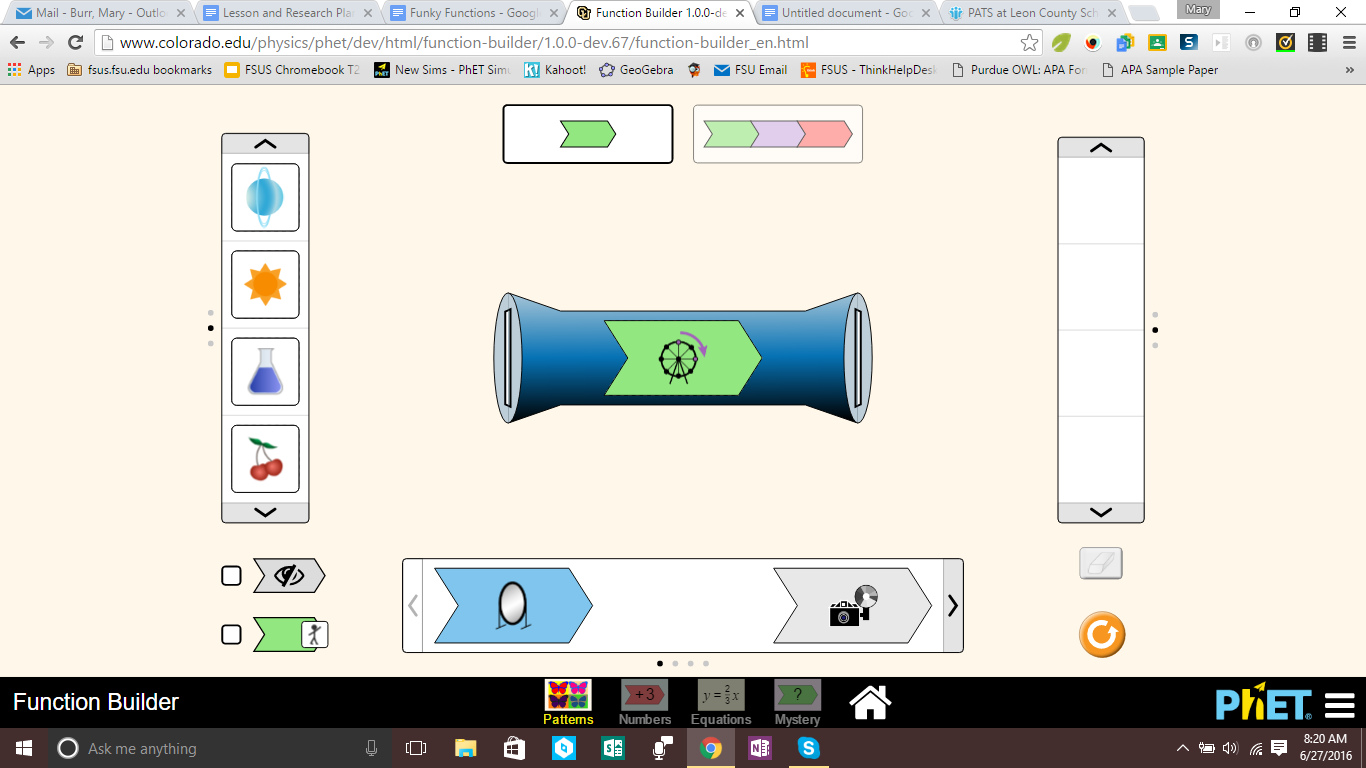 Mail - Burr, Mary - Outlo
Lesson and Research Pla
Funky Functions - Googl
Function Builder 1.0.0-de
Untitled document - Goo
PATS at Leon County Sch
Mary
www.colorado.edu/physics/phet/dev/html/function-builder/1.0.0-dev.67/function-builder_en.html
Apps
fsus.fsu.edu bookmarks
FSUS Chromebook T2
New Sims - PhET Simu
Kahoot!
GeoGebra
FSU Email
FSUS - ThinkHelpDesk
Purdue OWL: APA For
APA Sample Paper
»
Function Builder
Patterns
+3
Numbers
y = 2/3 x
Equations
?
Mystery
PhET
Ask me anything
8:20 AM
6/27/2016